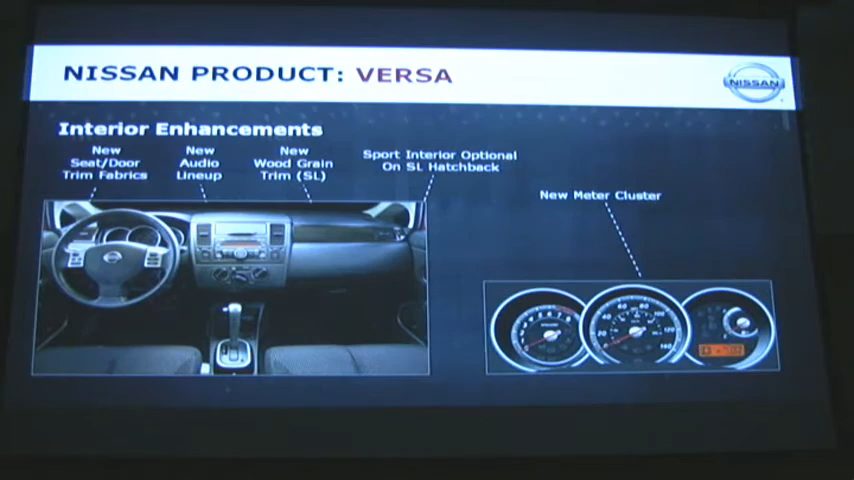 NISSAN PRODUCT: VERSA
NISSAN
Interior Enhancements
New
Seat/Door
Trim Fabrics
New
Audio
Lineup
New
Wood Grain
Trim (SL)
Sport Interior Optional
On SL Hatchback
New Meter Cluster